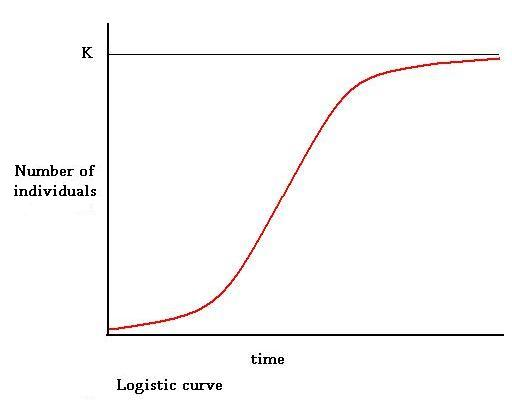 K
Number of
individuals
time
Logistic curve